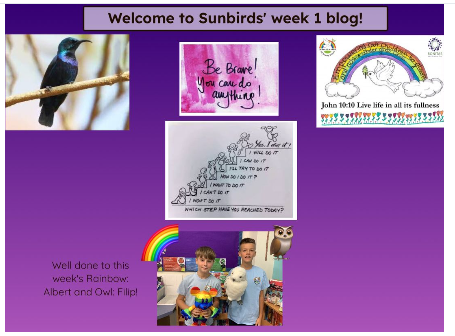 Welcome to Sunbirds' week 1 blog!
Be Brave!
You can do
anything!
John 10:10 Live life in all its fullness
Yes, I did it!
I WILL DO IT
I CAN DO IT
I'LL TRY TO DO IT
HOW DO I DO IT?
I WANT TO DO IT
I CAN'T DO IT
I WON'T DO IT
WHICH STEP HAVE YOU REACHED TODAY?
Well done to this
week's Rainbow:
Albert and Owl: Filip!